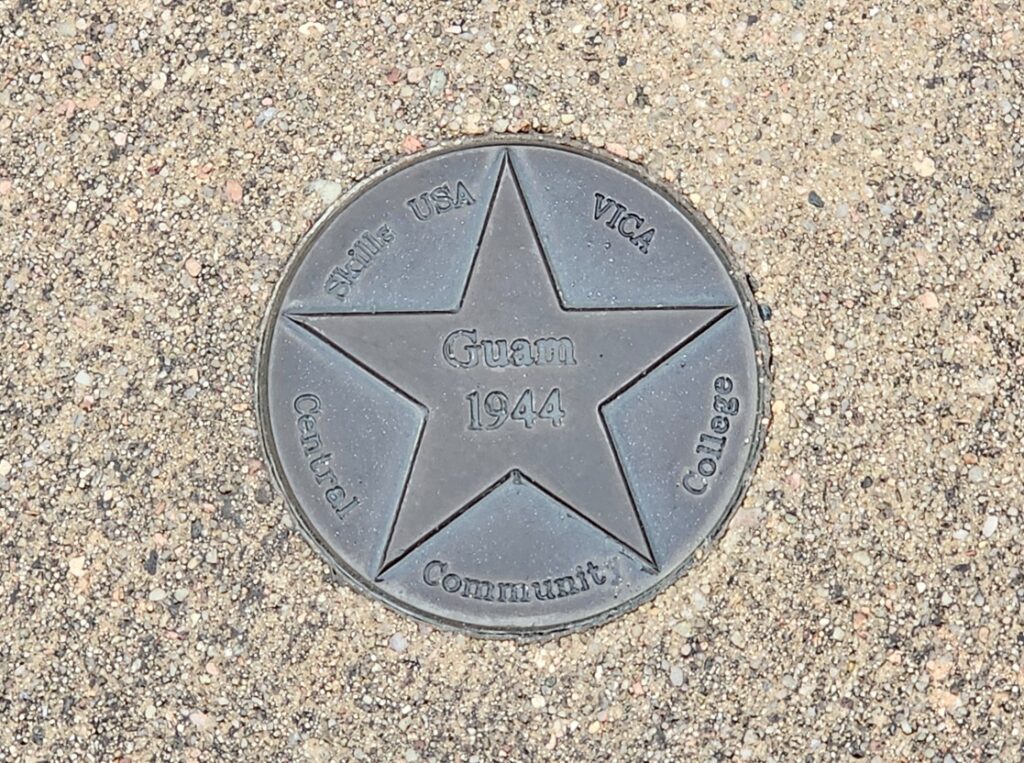 Skills USA
VICA
Guam
1944
Central
Community
College